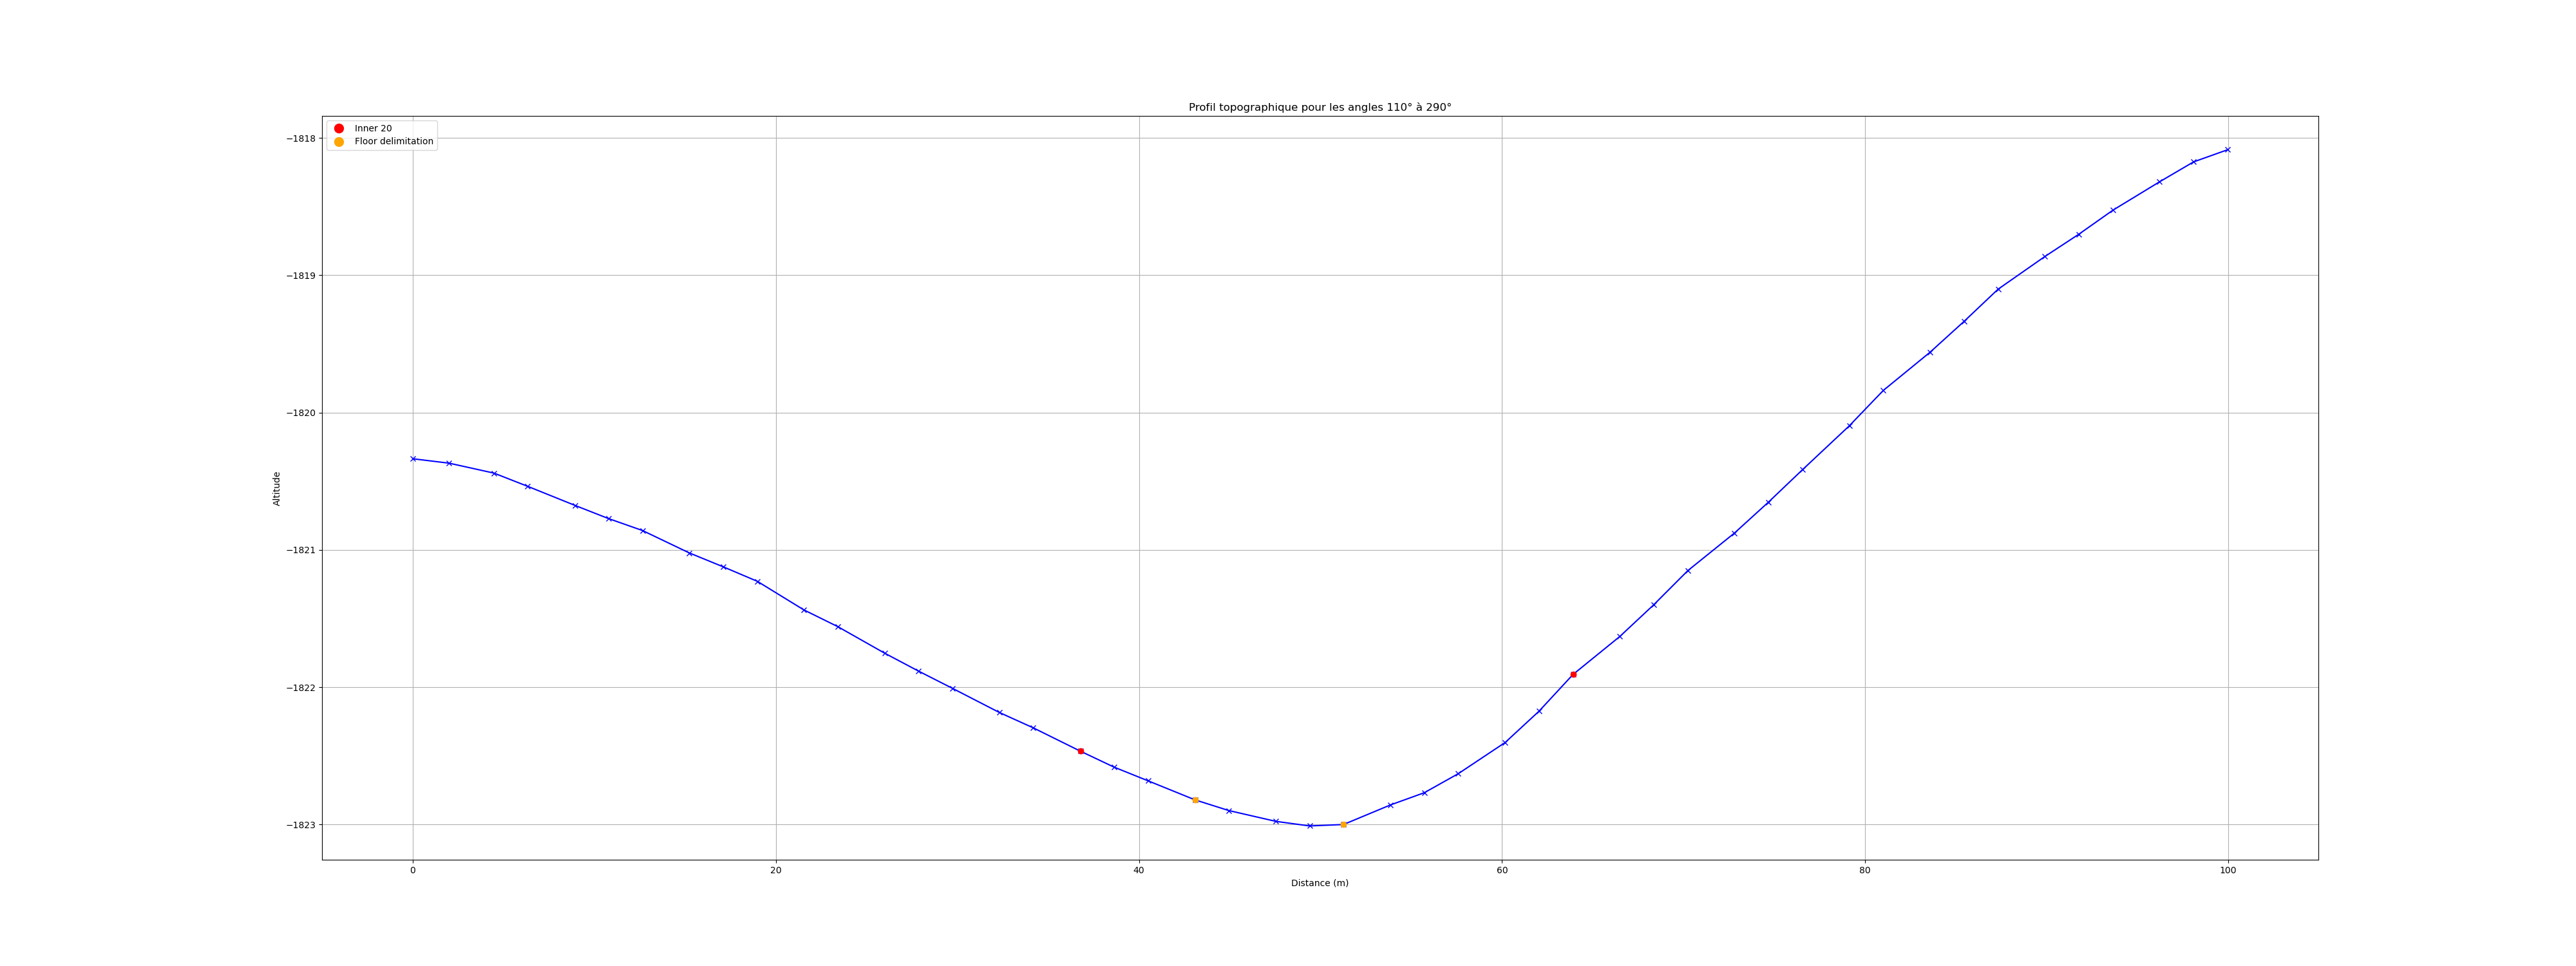 Profil topographique pour les angles 110° à 290°
Inner 20
Floor delimitation
−1818
−1819
−1820
−1821
−1822
−1823
Altitude
0 20 40 60 80 100
Distance (m)